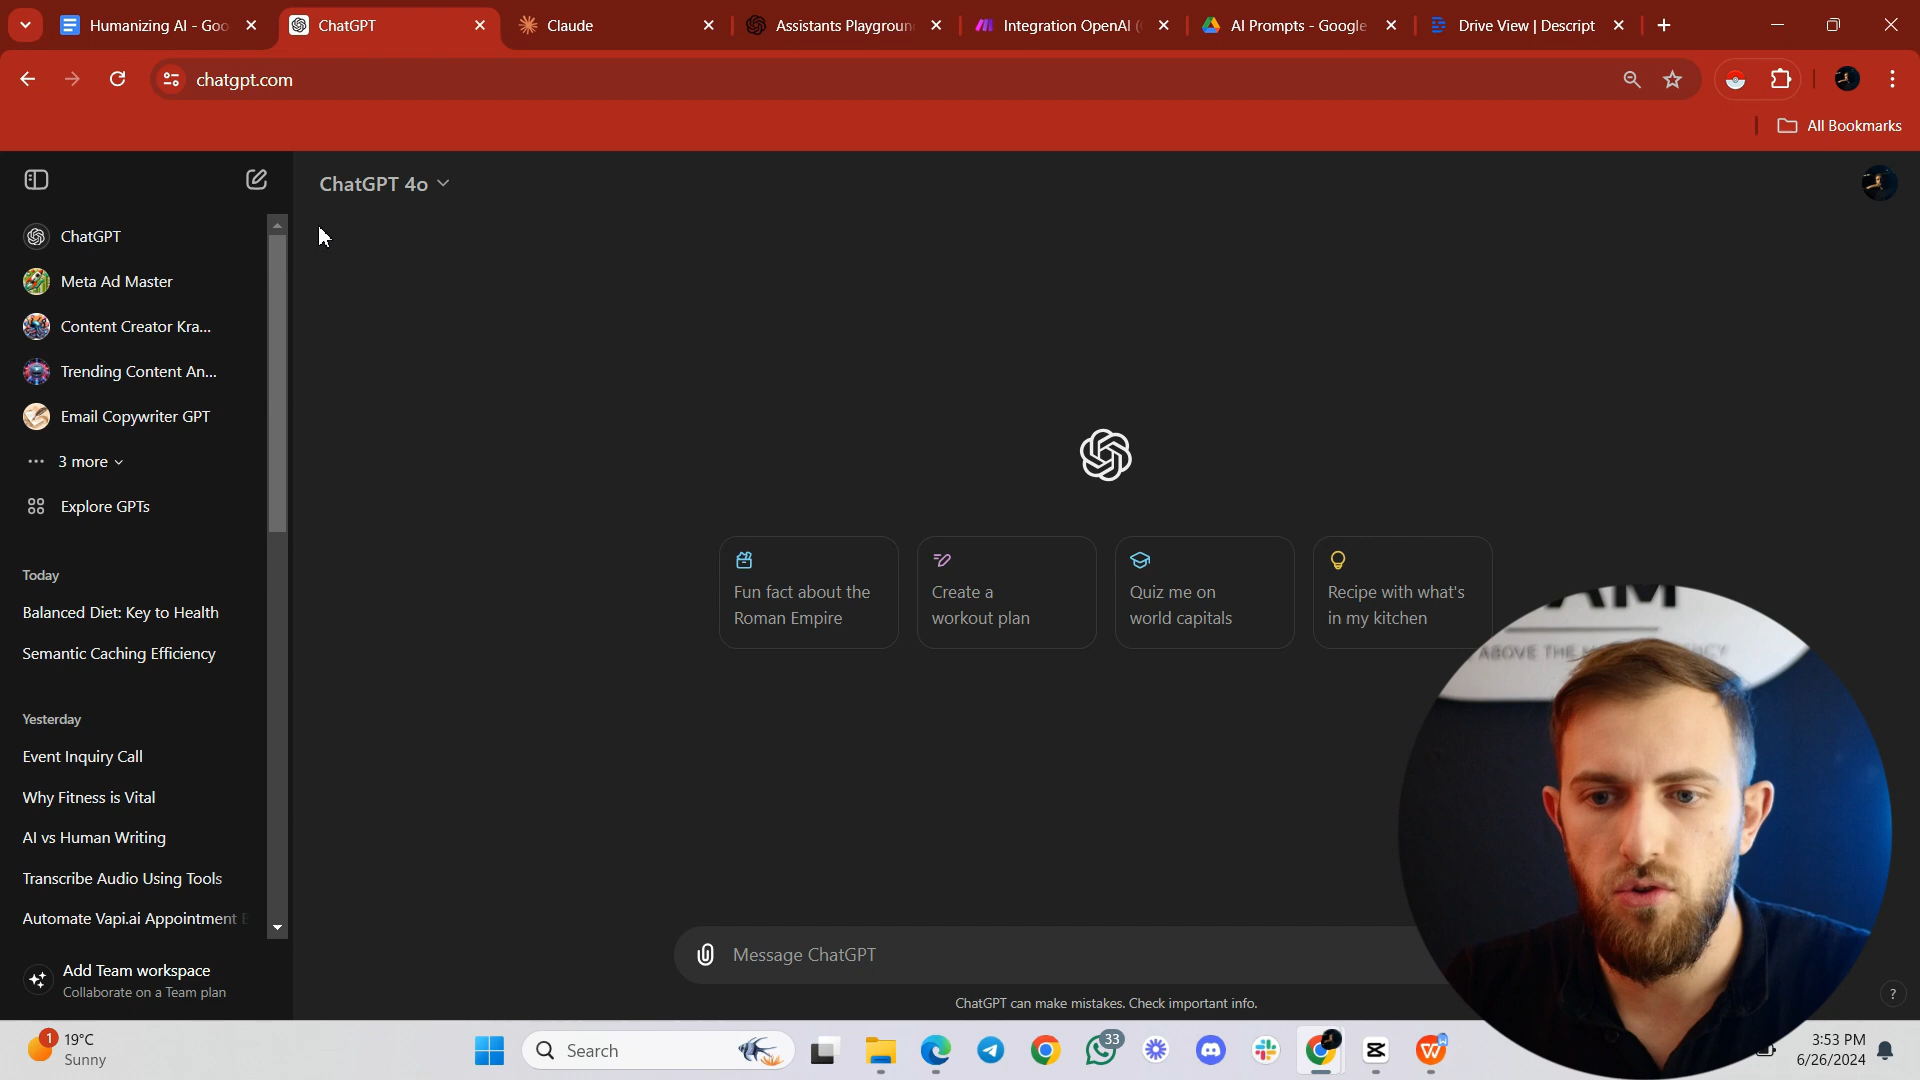 Humanizing AI - Goo
ChatGPT
Claude
Assistants Playgroun
Integration OpenAI (
AI Prompts - Google
Drive View | Descript
chatgpt.com
All Bookmarks
ChatGPT 4o
ChatGPT
Meta Ad Master
Content Creator Kra...
Trending Content An...
Email Copywriter GPT
3 more
Explore GPTs
Today
Balanced Diet: Key to Health
Semantic Caching Efficiency
Yesterday
Event Inquiry Call
Why Fitness is Vital
AI vs Human Writing
Transcribe Audio Using Tools
Automate Vapi.ai Appointment
Add Team workspace
Collaborate on a Team plan
Fun fact about the
Roman Empire
Create a
workout plan
Quiz me on
world capitals
Recipe with what's
in my kitchen
ABOVE THE
Message ChatGPT
ChatGPT can make mistakes. Check important info.
?
1
19°C
Sunny
Search
33
3:53 PM
6/26/2024